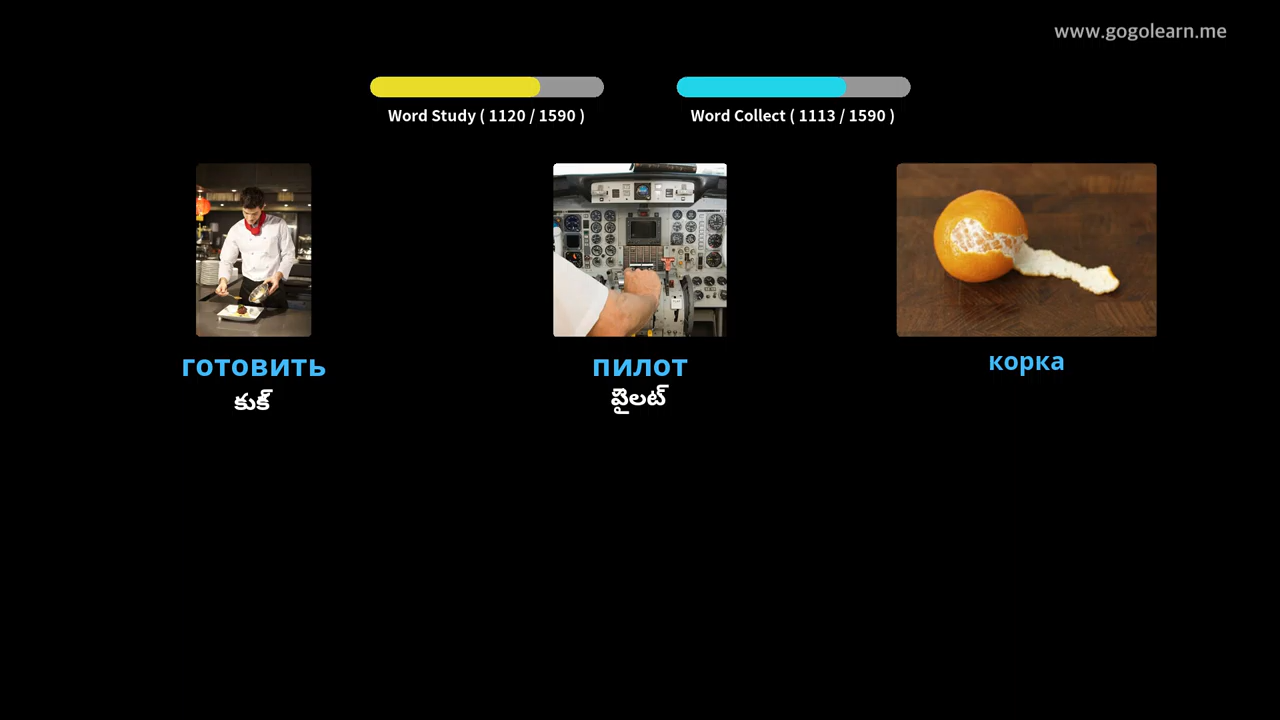 www.gogolearn.me
Word Study ( 1120 / 1590 )
Word Collect ( 1113 / 1590 )
готовить
కుక్
пилот
పైలట్
корка